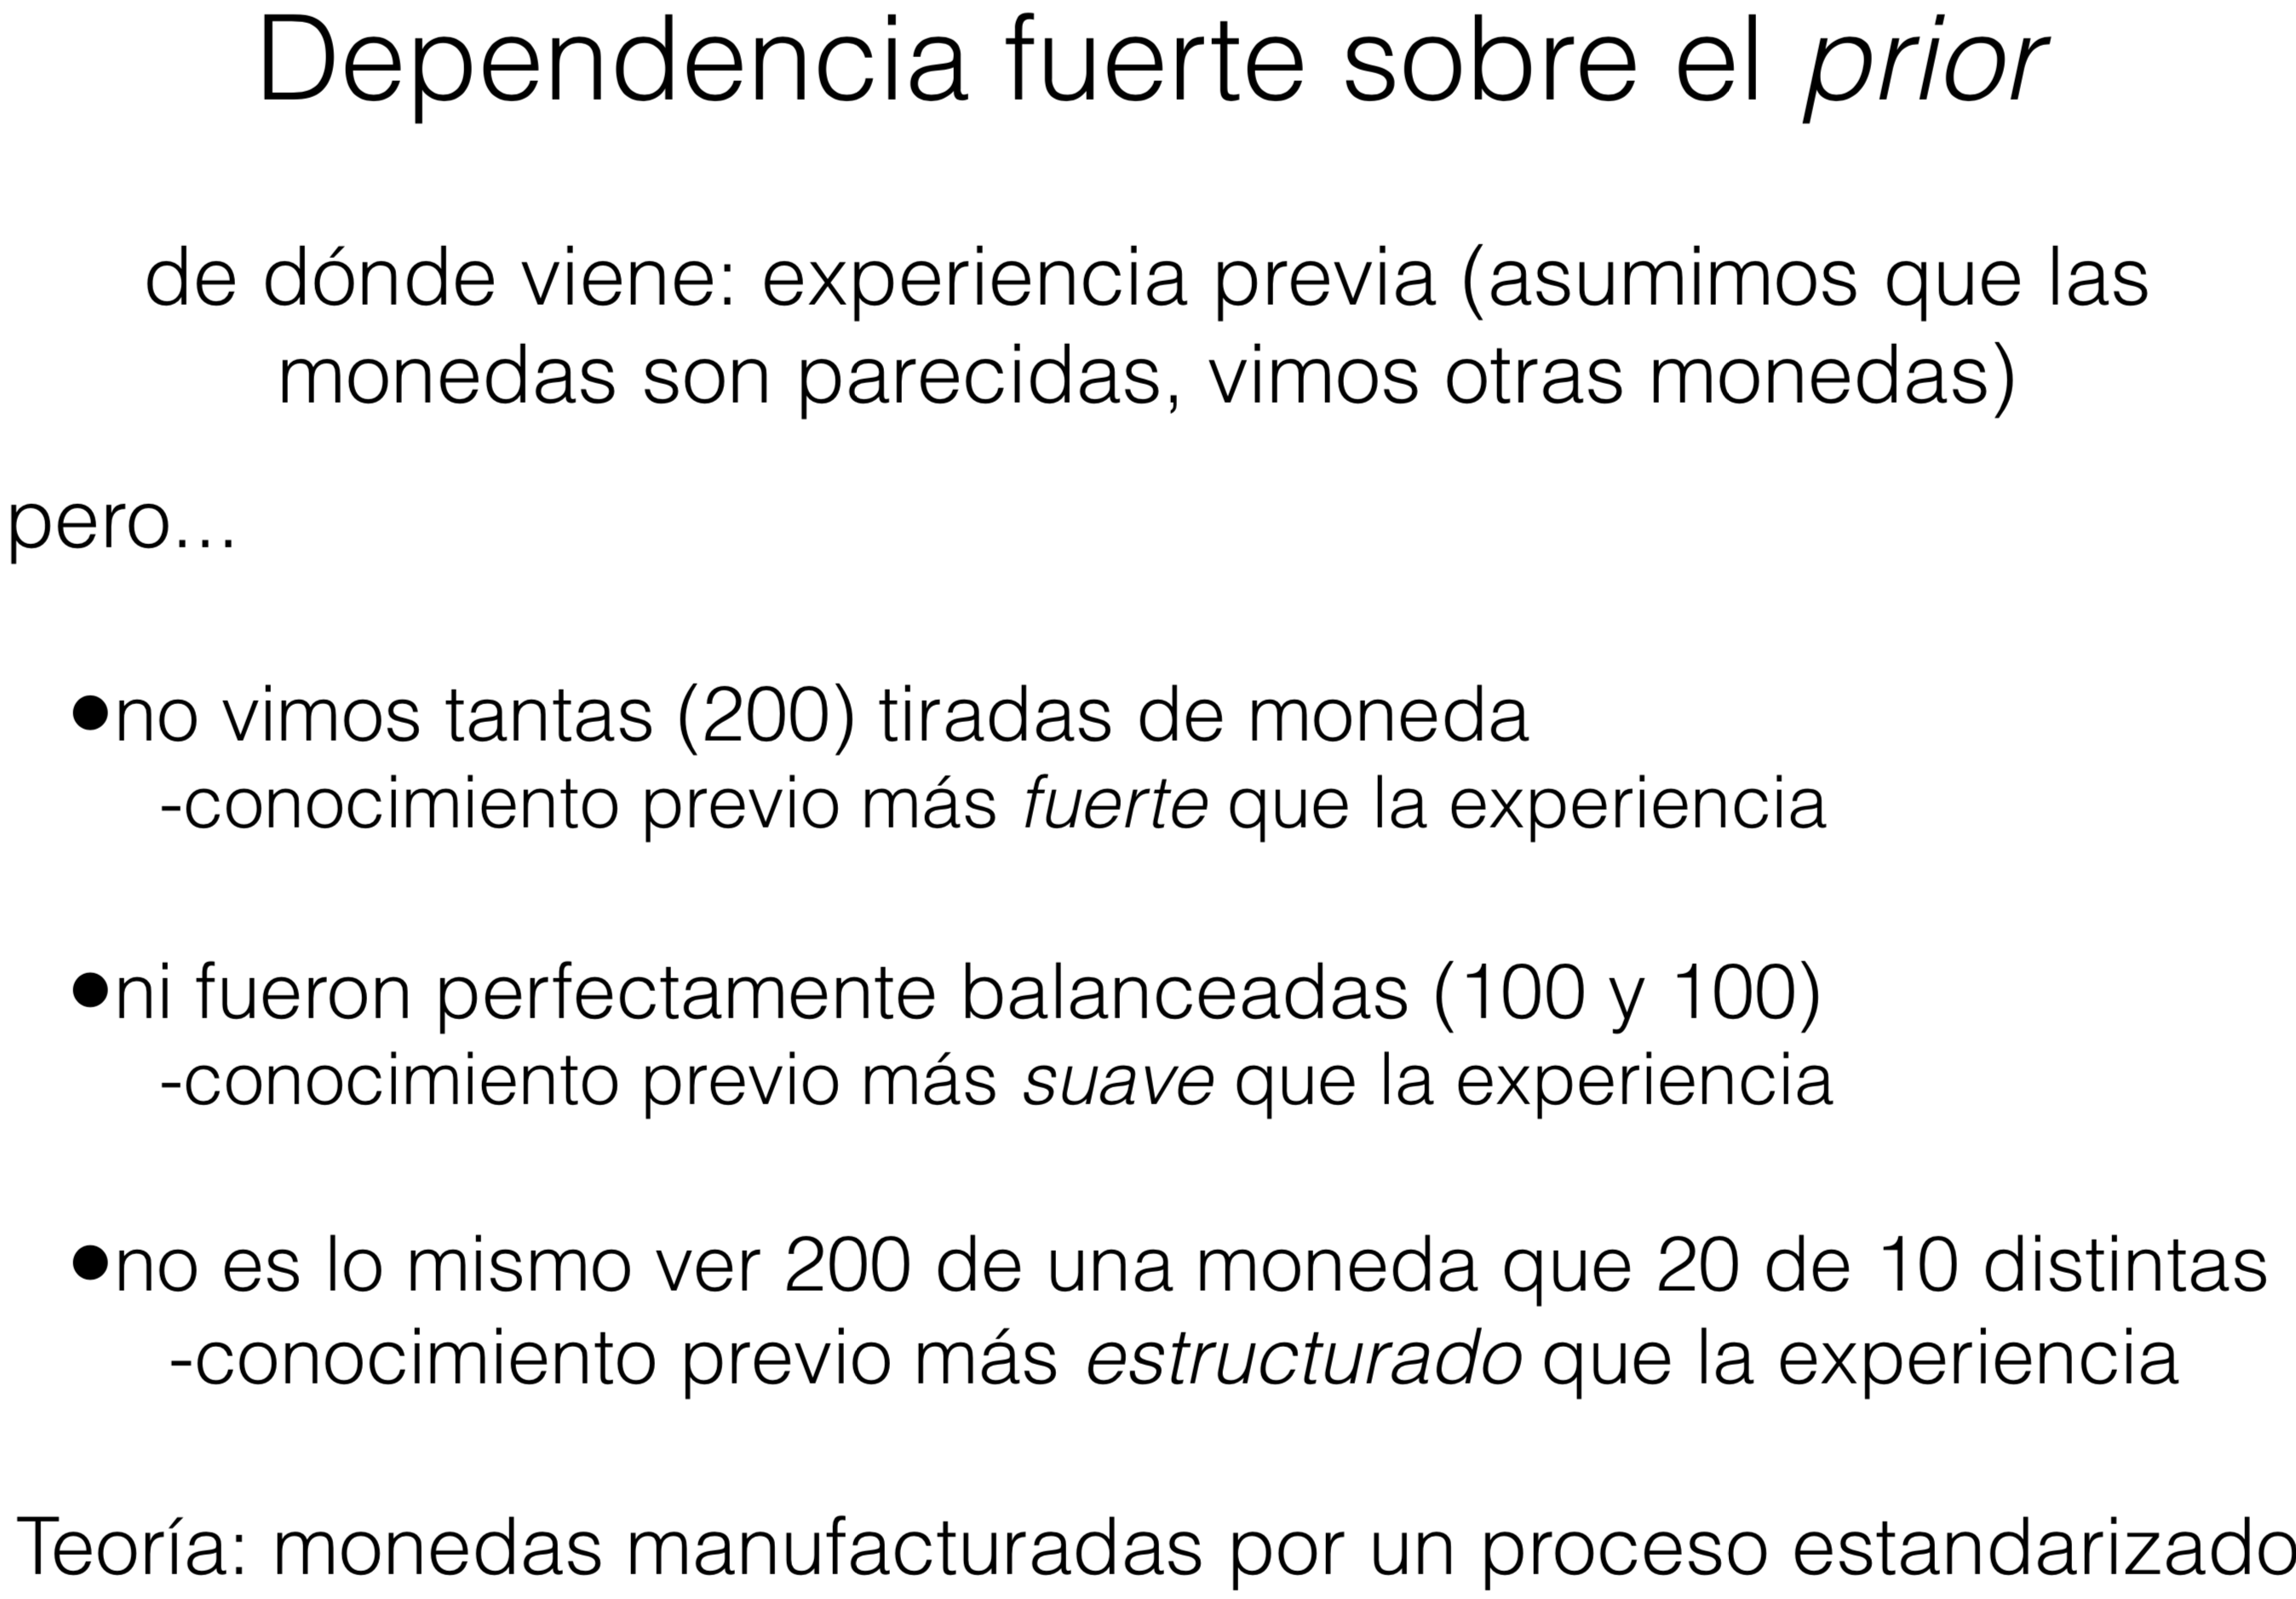 Dependencia fuerte sobre el prior
de dónde viene: experiencia previa (asumimos que las
monedas son parecidas, vimos otras monedas)
pero...
●no vimos tantas (200) tiradas de moneda
-conocimiento previo más fuerte que la experiencia
●ni fueron perfectamente balanceadas (100 y 100)
-conocimiento previo más suave que la experiencia
●no es lo mismo ver 200 de una moneda que 20 de 10 distintas
-conocimiento previo más estructurado que la experiencia
Teoría: monedas manufacturadas por un proceso estandarizado